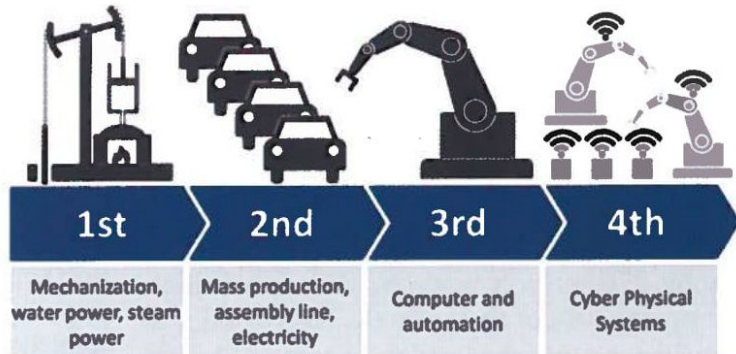 1st
2nd
3rd
4th
Mechanization,
water power, steam
power
Mass production,
assembly line,
electricity
Computer and
automation
Cyber Physical
Systems